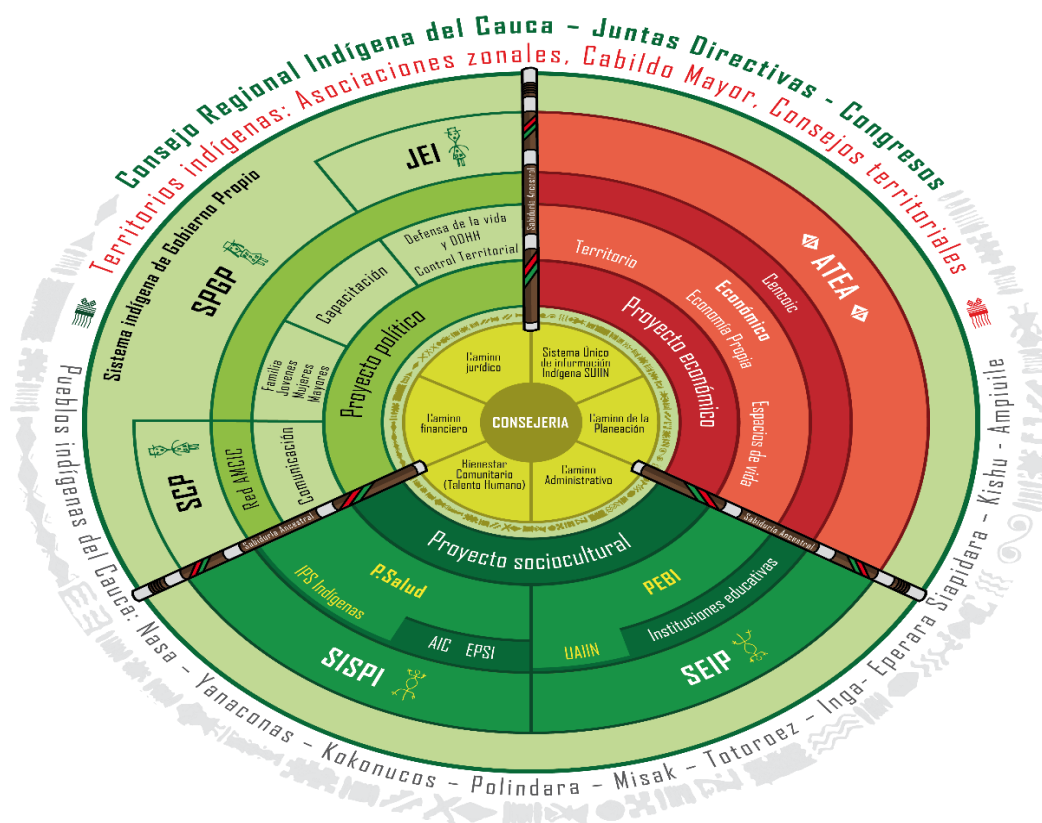 Consejo Regional Indígena del Cauca – Juntas Directivas - Congresos
Territorios indígenas: Asociaciones zonales, Cabildo Mayor, Consejos territoriales
Sistema indígena de Gobierno Propio
SPGP
JEI
SCP
Red AMCIC
Comunicación
Familia
Jovenes
Mujeres
Mayores
Capacitación
Defensa de la vida
y DDHH
Control Territorial
Proyecto político
Sabiduría Ancestral
ATEA
Cencoic
Territorio
Económico
Economía Propia
Espacios de vida
Proyecto económico
Sabiduría Ancestral
Camino
jurídico
Sistema Único
de información
Indígena SUIIN
Camino
financiero
CONSEJERIA
Camino de la
Planeación
Bienestar
Comunitario
(Talento Humano)
Camino
Administrativo
Sabiduría Ancestral
Proyecto sociocultural
P.Salud
IPS Indígenas
AIC EPSI
SISPI
PEBI
Instituciones educativas
UAIIN
SEIP
Pueblos indígenas del Cauca: Nasa – Yanaconas – Kokonucos – Polindara – Misak – Totoroez – Inga- Eperara Siapidara – Kishu - Ampiuile